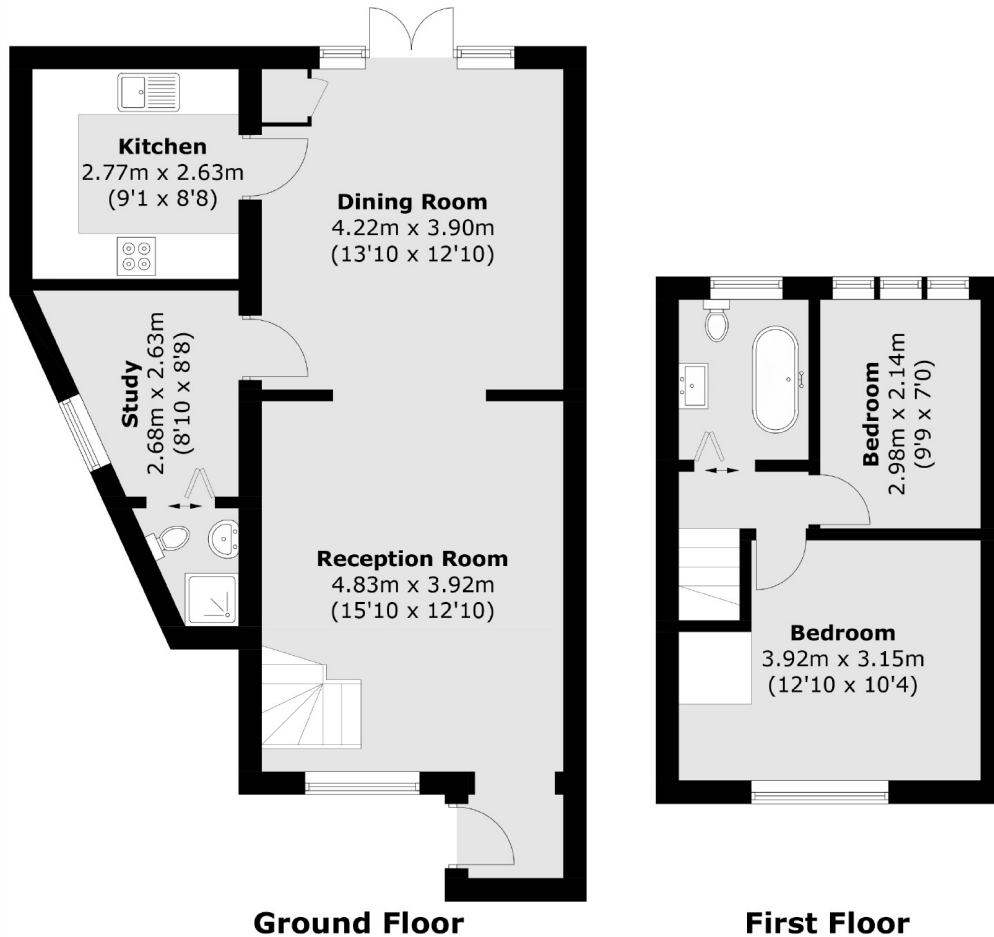 Kitchen
2.77m x 2.63m
(9'1 x 8'8)
Dining Room
4.22m x 3.90m
(13'10 x 12'10)
Study
2.68m x 2.63m
(8'10 x 8'8)
Reception Room
4.83m x 3.92m
(15'10 x 12'10)
Ground Floor
Bedroom
2.98m x 2.14m
(9'9 x 7'0)
Bedroom
3.92m x 3.15m
(12'10 x 10'4)
First Floor